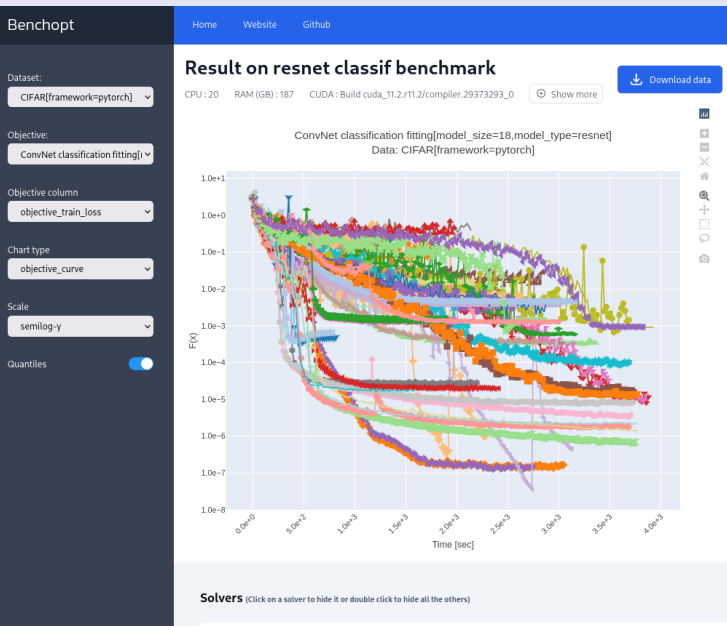 Benchopt
Home Website Github
Dataset:
CIFAR[framework=pytorch]
Objective:
ConvNet classification fitting[
Objective column
objective_train_loss
Chart type
objective_curve
Scale
semilog-y
Quantiles
Result on resnet classif benchmark
CPU : 20 RAM (GB) : 187 CUDA : Build cuda_11.2.r11.2/compiler.29373293_0 Show more
Download data
ConvNet classification fitting[model_size=18,model_type=resnet]
Data: CIFAR[framework=pytorch]
F(x)
1.0e+1
1.0e+0
1.0e-1
1.0e-2
1.0e-3
1.0e-4
1.0e-5
1.0e-6
1.0e-7
1.0e-8
0.0e+0 5.0e+2 1.0e+3 1.5e+3 2.0e+3 2.5e+3 3.0e+3 3.5e+3 4.0e+3
Time [sec]
Solvers (Click on a solver to hide it or double click to hide all the others)